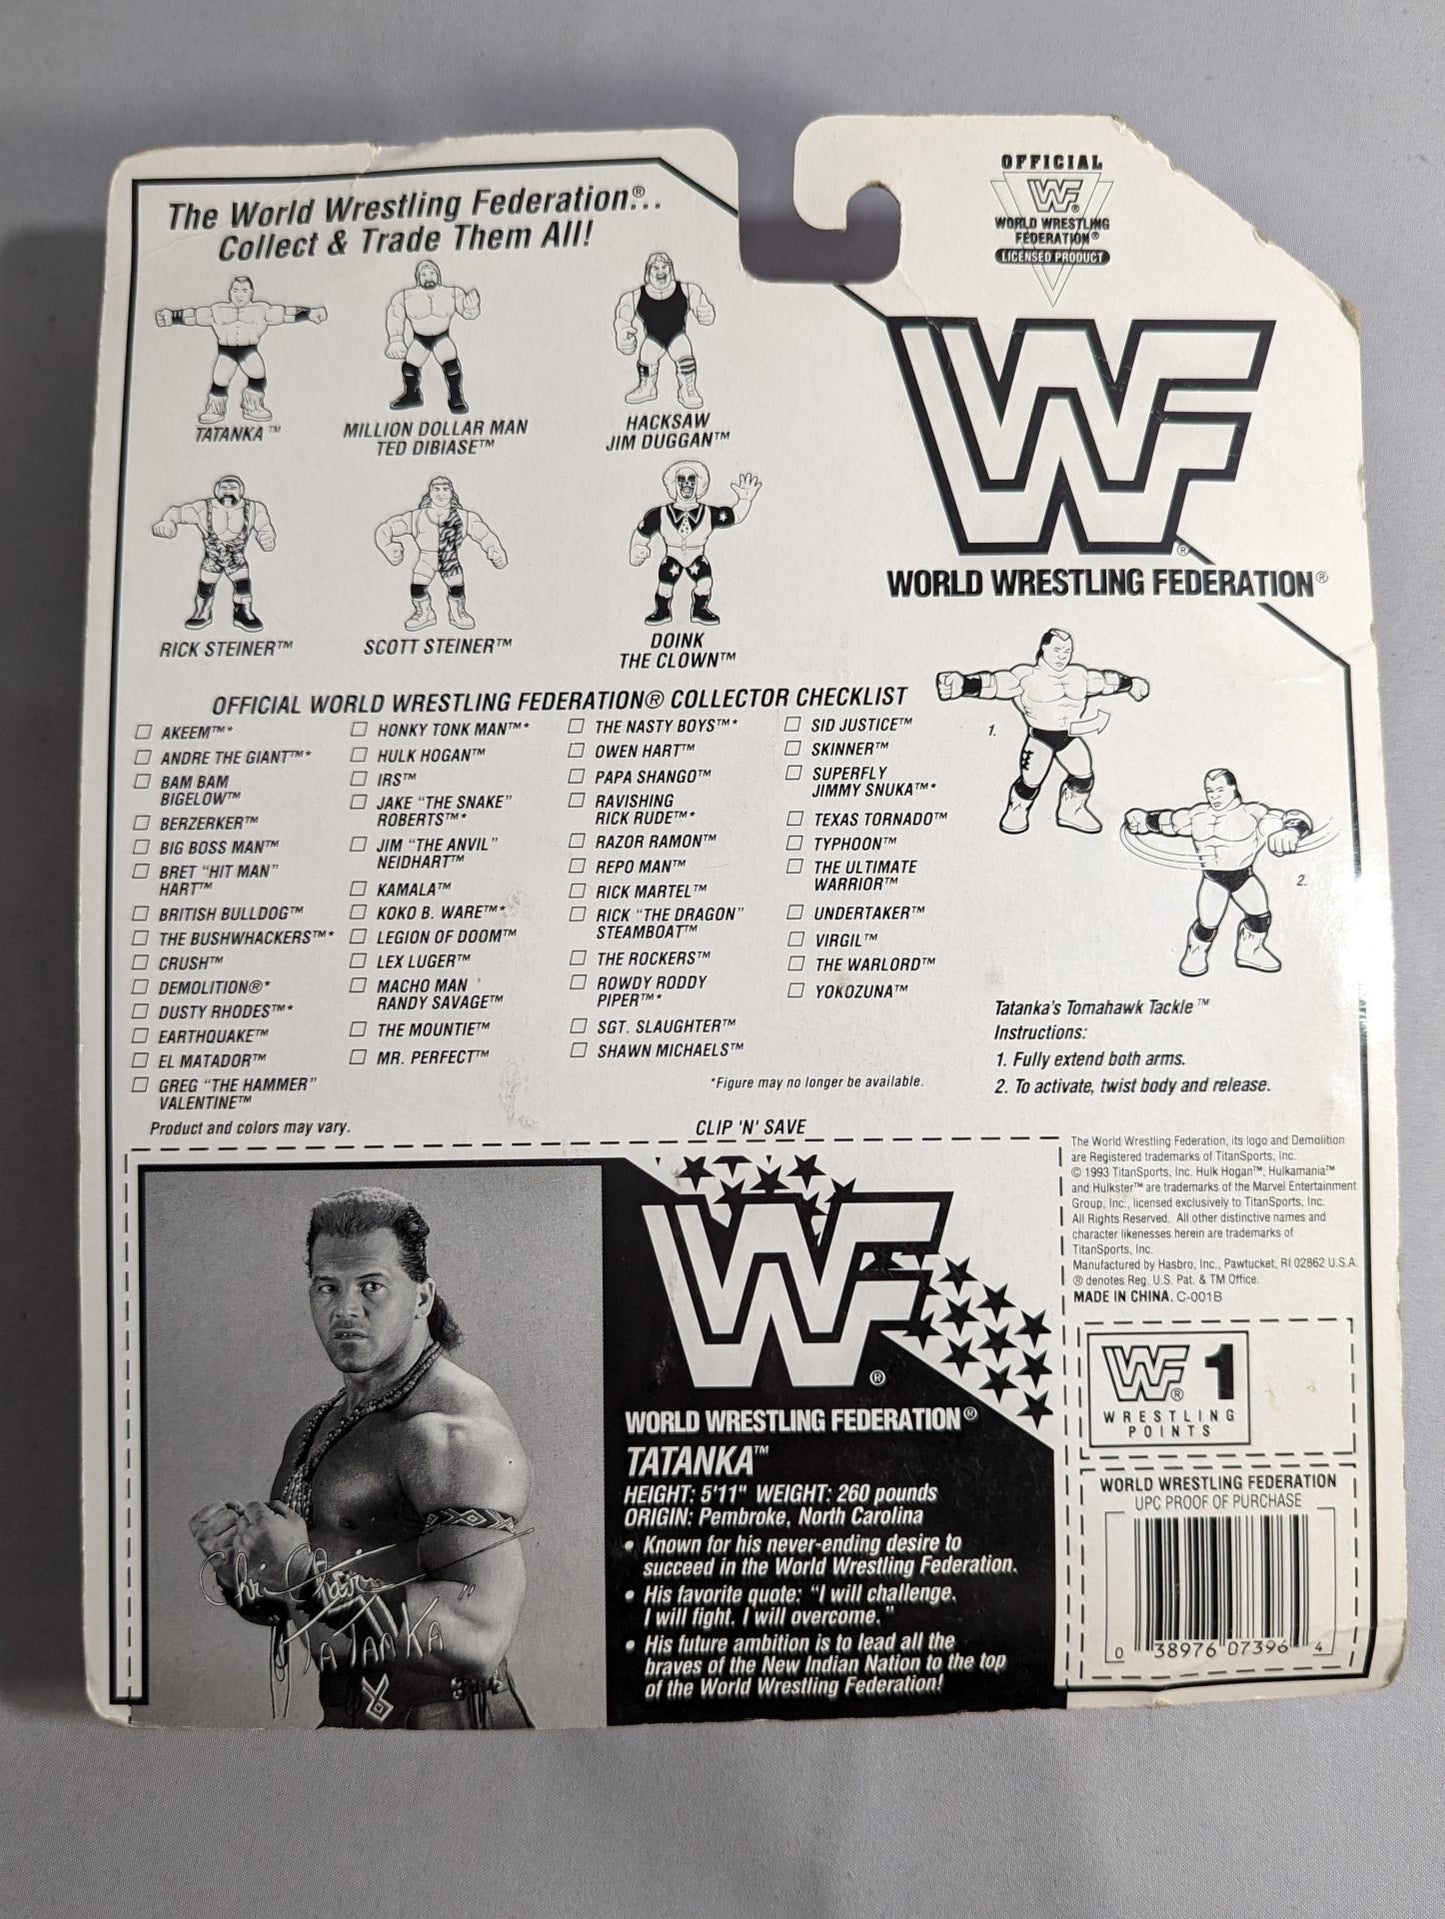 The World Wrestling Federation®...
Collect & Trade Them All!
OFFICIAL
WF®
WORLD WRESTLING
FEDERATION®
LICENSED PRODUCT
TATANKA™
MILLION DOLLAR MAN
TED DIBIASE™
HACKSAW
JIM DUGGAN™
RICK STEINER™
SCOTT STEINER™
DOINK
THE CLOWN™
WF®
WORLD WRESTLING FEDERATION®
OFFICIAL WORLD WRESTLING FEDERATION® COLLECTOR CHECKLIST
AKEEM™*
ANDRE THE GIANT™*
BAM BAM
BIGELOW™
BERZERKER™
BIG BOSS MAN™
BRET “HIT MAN”
HART™
BRITISH BULLDOG™
THE BUSHWHACKERS™*
CRUSH™
DEMOLITION®*
DUSTY RHODES™*
EARTHQUAKE™
EL MATADOR™
GREG “THE HAMMER”
VALENTINE™
HONKY TONK MAN™*
HULK HOGAN™
IRS™
JAKE “THE SNAKE”
ROBERTS™*
JIM “THE ANVIL”
NEIDHART™
KAMALA™
KOKO B. WARE™*
LEGION OF DOOM™
LEX LUGER™
MACHO MAN
RANDY SAVAGE™
THE MOUNTIE™
MR. PERFECT™
THE NASTY BOYS™*
OWEN HART™
PAPA SHANGO™
RAVISHING
RICK RUDE™*
RAZOR RAMON™
REPO MAN™
RICK MARTEL™
RICK “THE DRAGON”
STEAMBOAT™
THE ROCKERS™
ROWDY RODDY
PIPER™*
SGT. SLAUGHTER™
SHAWN MICHAELS™
SID JUSTICE™
SKINNER™
SUPERFLY
JIMMY SNUKA™*
TEXAS TORNADO™
TYPHOON™
THE ULTIMATE
WARRIOR™
UNDERTAKER™
VIRGIL™
THE WARLORD™
YOKOZUNA™
*Figure may no longer be available.
Product and colors may vary.
1.
2.
Tatanka's Tomahawk Tackle™
Instructions:
1. Fully extend both arms.
2. To activate, twist body and release.
CLIP 'N' SAVE
The World Wrestling Federation, its logo and Demolition
are Registered trademarks of TitanSports, Inc.
© 1993 TitanSports, Inc. Hulk Hogan™, Hulkamania™
and Hulkster™ are trademarks of the Marvel Entertainment
Group, Inc., licensed exclusively to TitanSports, Inc.
All Rights Reserved. All other distinctive names and
character likenesses herein are trademarks of
TitanSports, Inc.
Manufactured by Hasbro, Inc., Pawtucket, RI 02862 U.S.A.
® denotes Reg. U.S. Pat. & TM Office.
MADE IN CHINA. C-001B
WF®
WORLD WRESTLING FEDERATION®
TATANKA™
HEIGHT: 5'11" WEIGHT: 260 pounds
ORIGIN: Pembroke, North Carolina
• Known for his never-ending desire to
succeed in the World Wrestling Federation.
• His favorite quote: “I will challenge.
I will fight. I will overcome.”
• His future ambition is to lead all the
braves of the New Indian Nation to the top
of the World Wrestling Federation!
"TATANKA"
WF® 1
WRESTLING
POINTS
WORLD WRESTLING FEDERATION
UPC PROOF OF PURCHASE
0 38976 07396 4